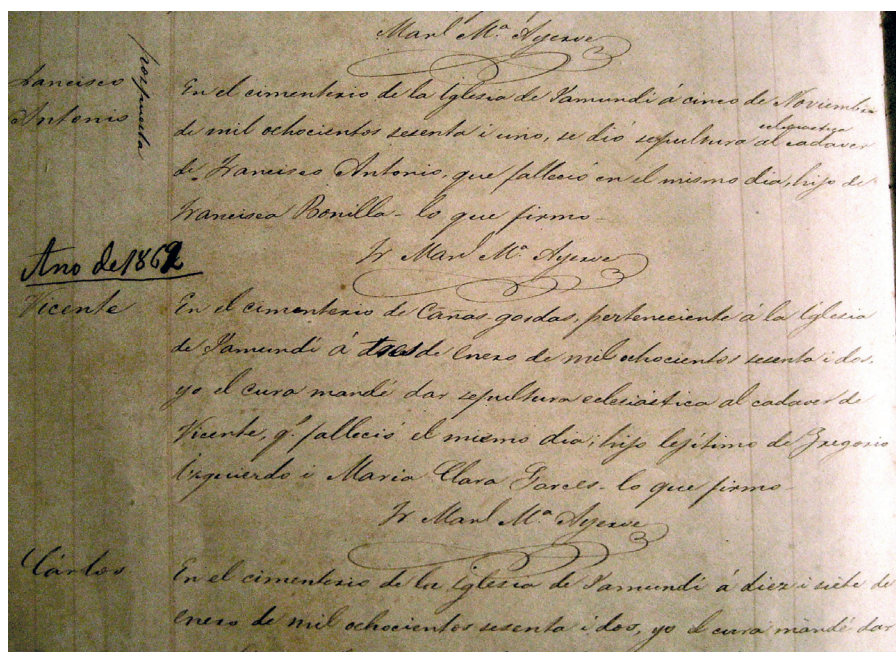 Manl Mª Ayerve
Francisco
Antonio
pospuesta
En el cimenterio de la Iglesia de Jamundí á cinco de Noviembre
de mil ochocientos sesenta i uno, se dió sepultura eclesiastica al cadaver
de Francisco Antonio, que falleció en el mismo dia, hijo de
Francisca Bonilla - lo que firmo -
Fr Manl Mª Ayerve
Año de 1862
Vicente
En el cimenterio de Cañas gordas, perteneciente á la Iglesia
de Jamundí á tres de Enero de mil ochocientos sesenta i dos,
yo el cura mandé dar sepultura eclesiástica al cadaver de
Vicente, q.e falleció el mismo dia; hijo lejítimo de Gregorio
Izquierdo i Maria Clara Garces - lo que firmo -
Fr Manl Mª Ayerve
Cárlos
En el cimenterio de la Iglesia de Jamundí á diez i siete de
enero de mil ochocientos sesenta i dos, yo el cura mandé dar